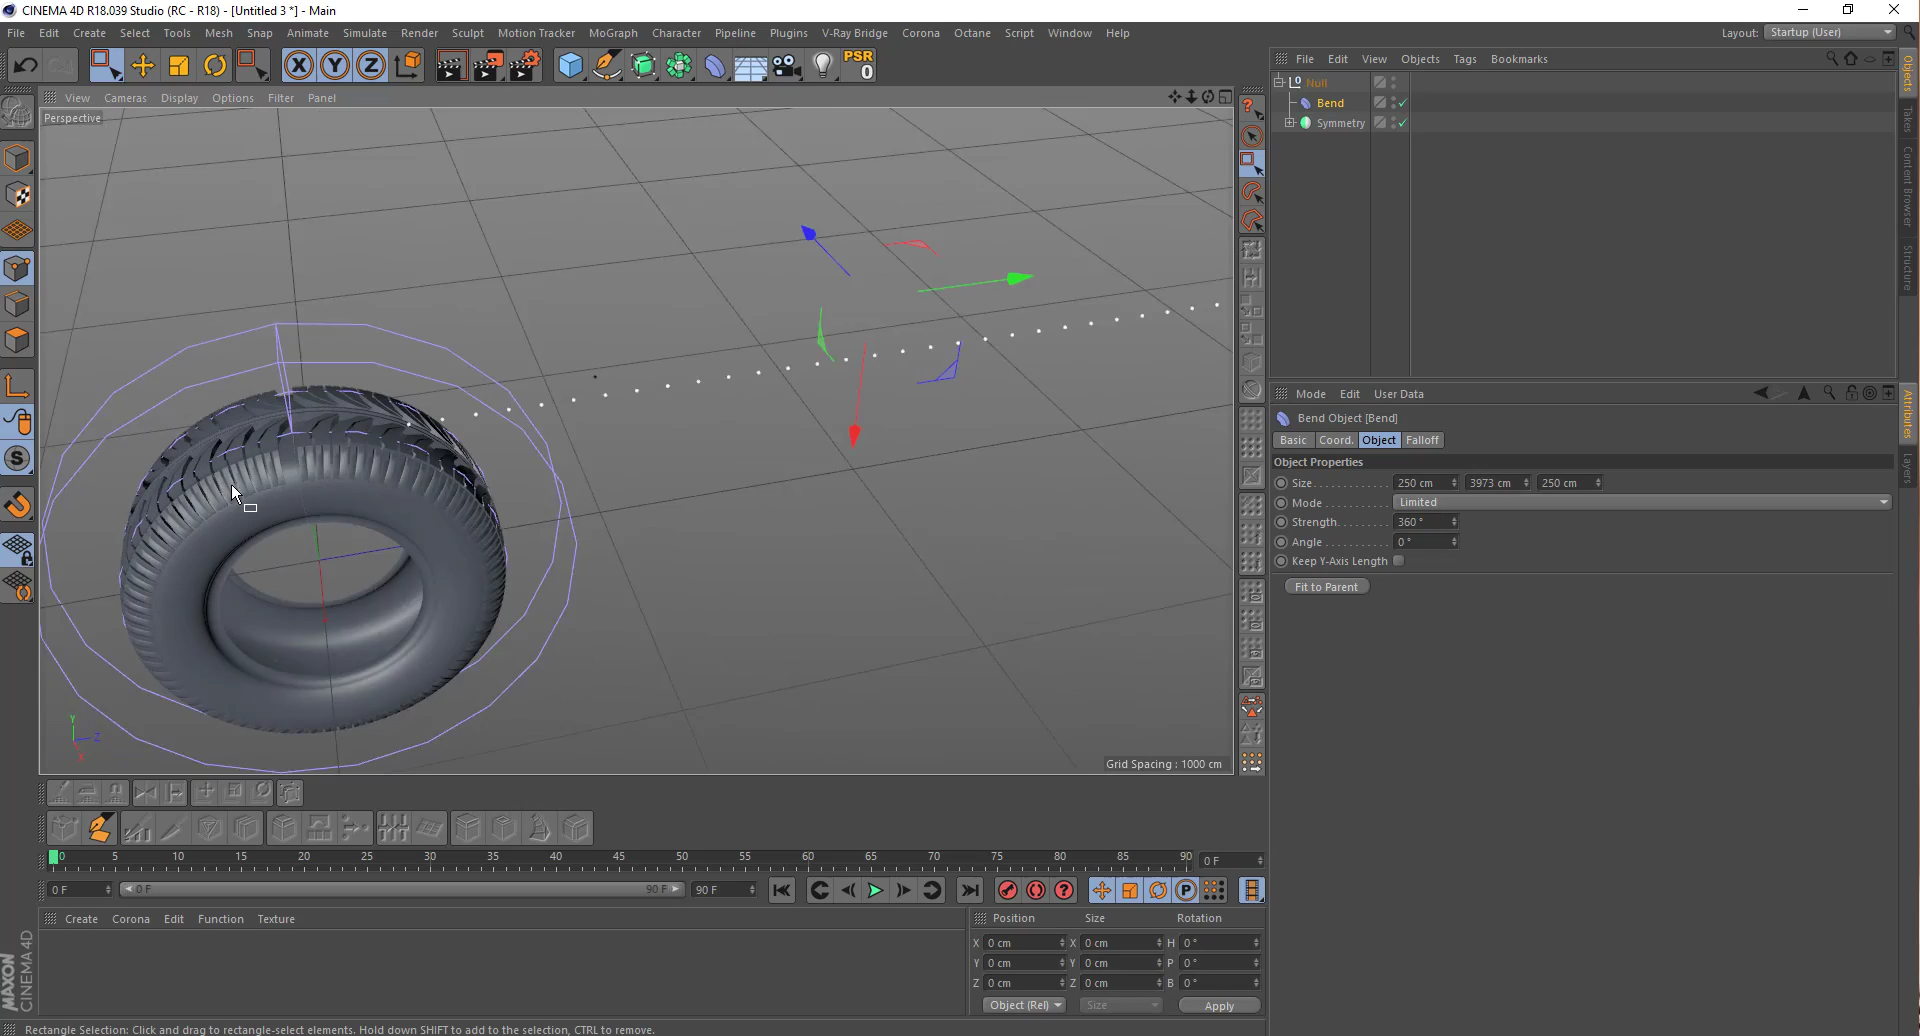 CINEMA 4D R18.039 Studio (RC - R18) - [Untitled 3 *] - Main
File Edit Create Select Tools Mesh Snap Animate Simulate Render Sculpt Motion Tracker MoGraph Character Pipeline Plugins V-Ray Bridge Corona Octane Script Window Help
Layout: Startup (User)
X Y Z PSR
0
File Edit View Objects Tags Bookmarks
View Cameras Display Options Filter Panel
Perspective
Null
Bend
Symmetry
Objects
Takes
Content Browser
Structure
Mode Edit User Data
Bend Object [Bend]
Basic Coord. Object Falloff
Object Properties
Size 250 cm 3973 cm 250 cm
Mode Limited
Strength 360 °
Angle 0 °
Keep Y-Axis Length
Fit to Parent
Attributes
Layers
Y
Z
X
Grid Spacing : 1000 cm
0 5 10 15 20 25 30 35 40 45 50 55 60 65 70 75 80 85 90
0 F
0 F 0 F 90 F 90 F
Create Corona Edit Function Texture
Position Size Rotation
X 0 cm X 0 cm H 0 °
Y 0 cm Y 0 cm P 0 °
Z 0 cm Z 0 cm B 0 °
Object (Rel) Size Apply
MAXON
CINEMA 4D
Rectangle Selection: Click and drag to rectangle-select elements. Hold down SHIFT to add to the selection, CTRL to remove.